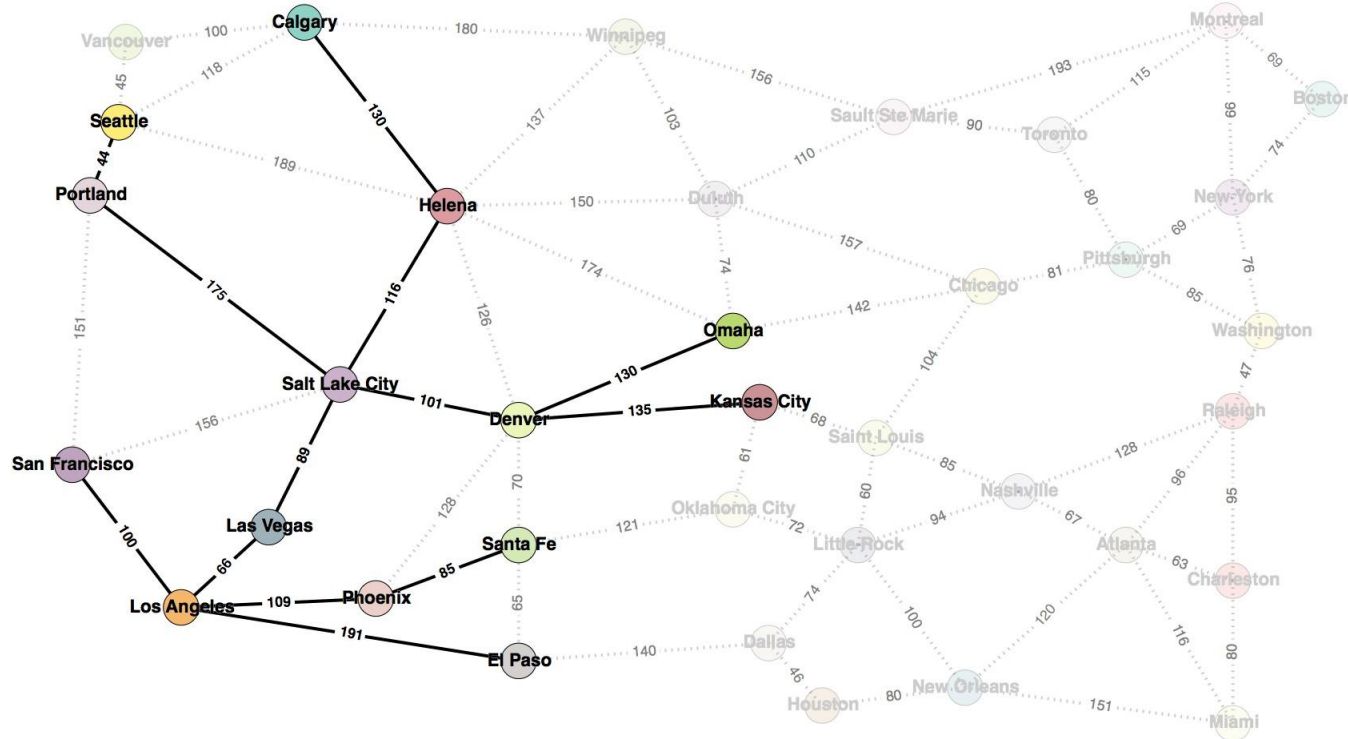 Calgary
Montreal
100
180
Vancouver
Winnipeg
69
193
118
156
115
45
Boston
130
66
Seattle
137
103
Sault Ste Marie
90
Toronto
74
44
189
110
Portland
Helena
150
Duluth
80
New York
69
157
Pittsburgh
174
74
81
76
175
116
Chicago
85
151
126
142
Omaha
Washington
104
47
130
Salt Lake City
101
Kansas City
135
Raleigh
Denver
68
156
Saint Louis
128
89
61
San Francisco
85
96
70
60
Nashville
95
128
Oklahoma City
Las Vegas
121
72
94
67
100
Santa Fe
Little Rock
Atlanta
66
85
63
Charleston
74
Phoenix
109
Los Angeles
65
100
120
191
116
80
140
Dallas
El Paso
46
New Orleans
80
Houston
151
Miami